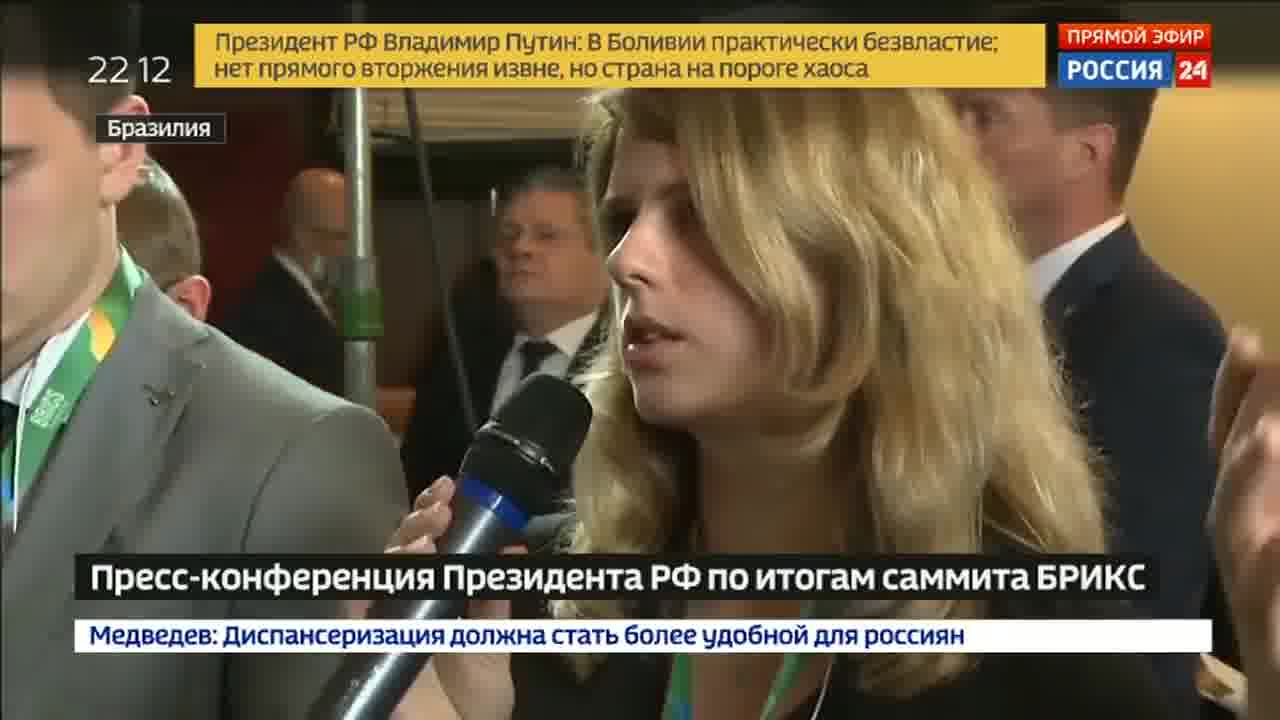 22 12
Президент РФ Владимир Путин: В Боливии практически безвластие;
нет прямого вторжения извне, но страна на пороге хаоса
ПРЯМОЙ ЭФИР
РОССИЯ 24
Бразилия
Пресс-конференция Президента РФ по итогам саммита БРИКС
Медведев: Диспансеризация должна стать более удобной для россиян